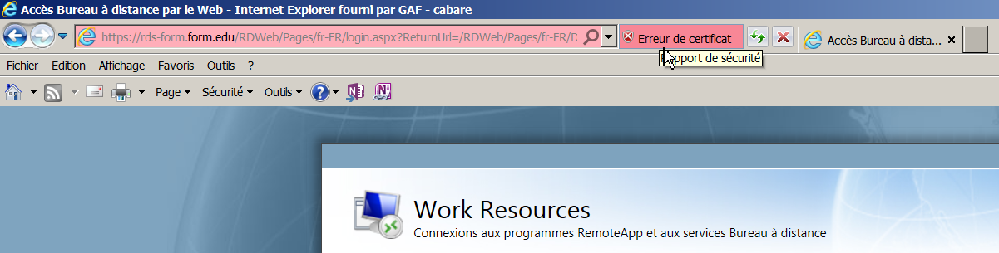 Accès Bureau à distance par le Web - Internet Explorer fourni par GAF - cabare
https://rds-form.form.edu/RDWeb/Pages/fr-FR/login.aspx?ReturnUrl=/RDWeb/Pages/fr-FR/D Erreur de certificat Accès Bureau à dista...
pport de sécurité
Fichier Edition Affichage Favoris Outils ?
Page Sécurité Outils
Work Resources
Connexions aux programmes RemoteApp et aux services Bureau à distance